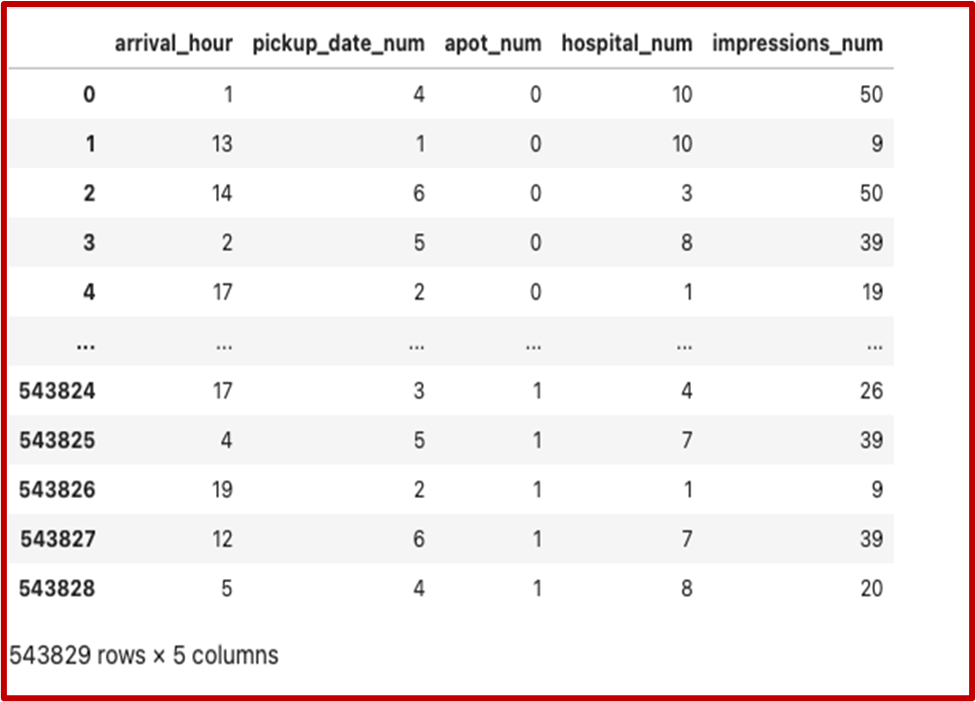 arrival_hour pickup_date_num apot_num hospital_num impressions_num
0 1 4 0 10 50
1 13 1 0 10 9
2 14 6 0 3 50
3 2 5 0 8 39
4 17 2 0 1 19
... ... ... ... ... ...
543824 17 3 1 4 26
543825 4 5 1 7 39
543826 19 2 1 1 9
543827 12 6 1 7 39
543828 5 4 1 8 20
543829 rows × 5 columns